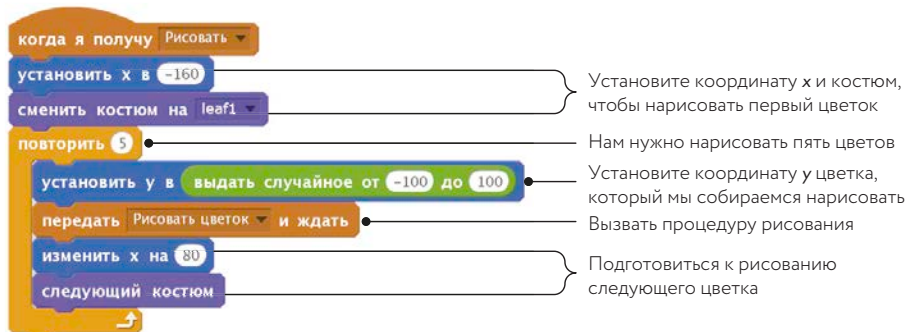 когда я получу Рисовать
установить x в -160
сменить костюм на leaf1
повторить 5
установить y в выдать случайное от -100 до 100
передать Рисовать цветок и ждать
изменить x на 80
следующий костюм
Установите координату x и костюм,
чтобы нарисовать первый цветок
Нам нужно нарисовать пять цветов
Установите координату y цветка,
который мы собираемся нарисовать
Вызвать процедуру рисования
Подготовиться к рисованию
следующего цветка